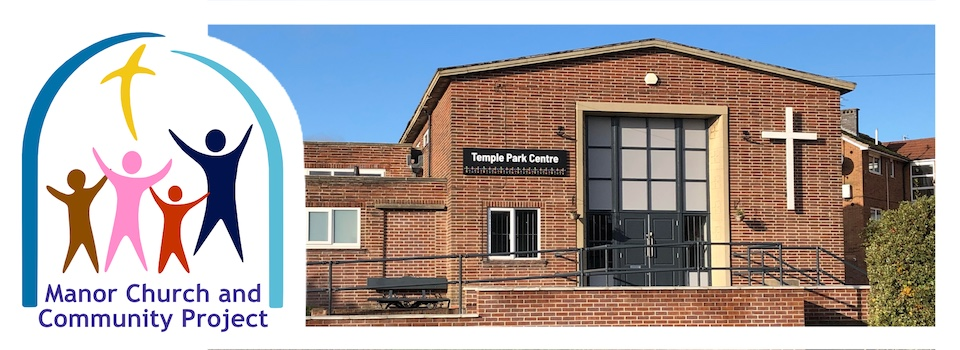 Manor Church and
Community Project
Temple Park Centre